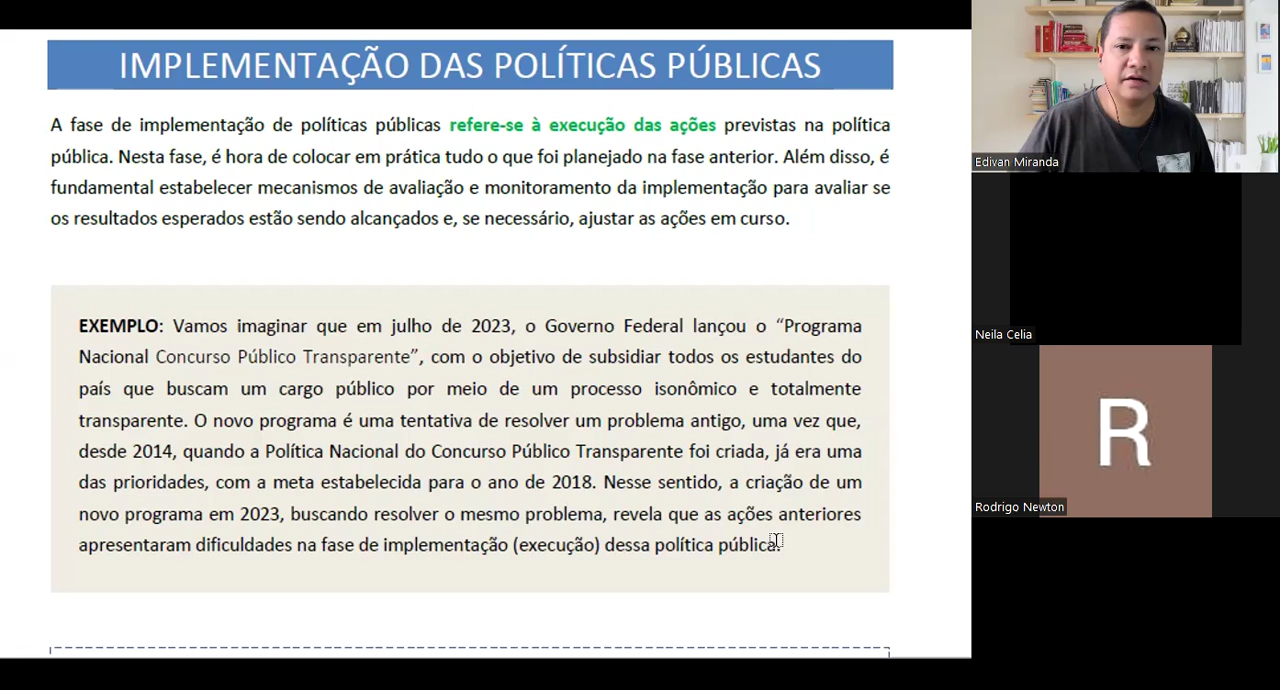 IMPLEMENTAÇÃO DAS POLÍTICAS PÚBLICAS
A fase de implementação de políticas públicas refere-se à execução das ações previstas na política
pública. Nesta fase, é hora de colocar em prática tudo o que foi planejado na fase anterior. Além disso, é
fundamental estabelecer mecanismos de avaliação e monitoramento da implementação para avaliar se
os resultados esperados estão sendo alcançados e, se necessário, ajustar as ações em curso.
EXEMPLO: Vamos imaginar que em julho de 2023, o Governo Federal lançou o “Programa
Nacional Concurso Público Transparente”, com o objetivo de subsidiar todos os estudantes do
país que buscam um cargo público por meio de um processo isonômico e totalmente
transparente. O novo programa é uma tentativa de resolver um problema antigo, uma vez que,
desde 2014, quando a Política Nacional do Concurso Público Transparente foi criada, já era uma
das prioridades, com a meta estabelecida para o ano de 2018. Nesse sentido, a criação de um
novo programa em 2023, buscando resolver o mesmo problema, revela que as ações anteriores
apresentaram dificuldades na fase de implementação (execução) dessa política pública.
Edivan Miranda
Neila Celia
R
Rodrigo Newton